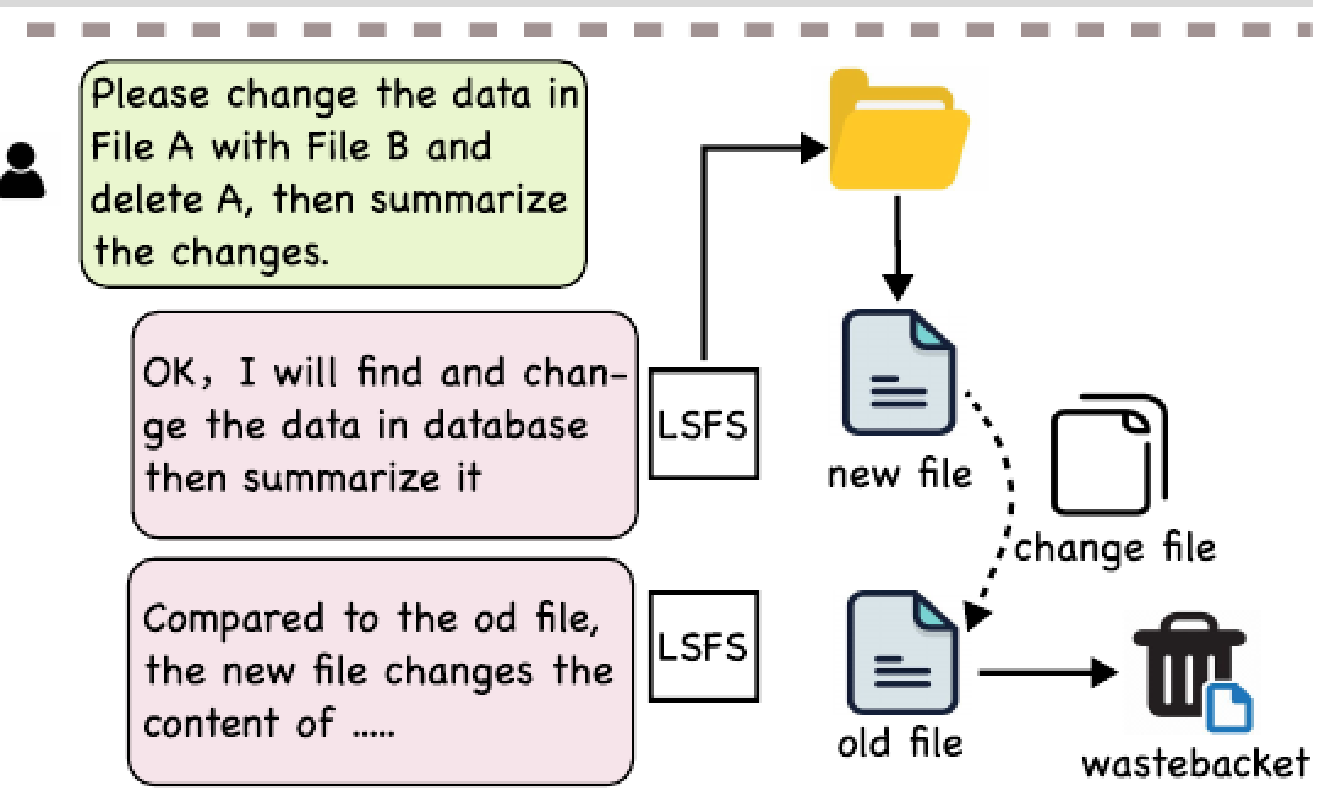 Please change the data in
File A with File B and
delete A, then summarize
the changes.
OK, I will find and chan-
ge the data in database
then summarize it
LSFS
new file
change file
Compared to the od file,
the new file changes the
content of .....
LSFS
old file
wastebacket